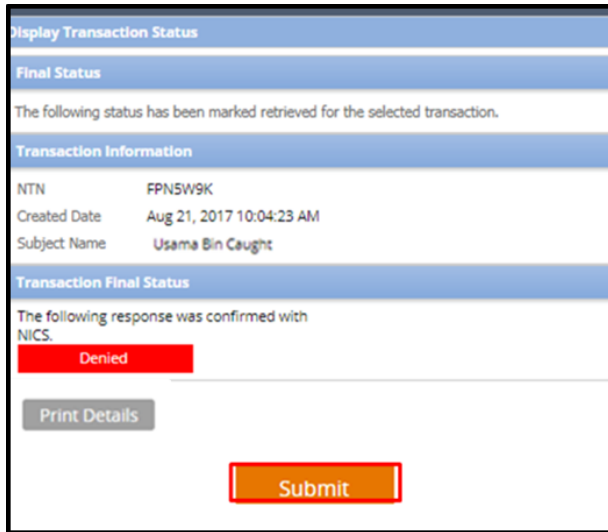 Display Transaction Status
Final Status
The following status has been marked retrieved for the selected transaction.
Transaction Information
NTN FPN5W9K
Created Date Aug 21, 2017 10:04:23 AM
Subject Name Usama Bin Caught
Transaction Final Status
The following response was confirmed with
NICS.
Denied
Print Details
Submit